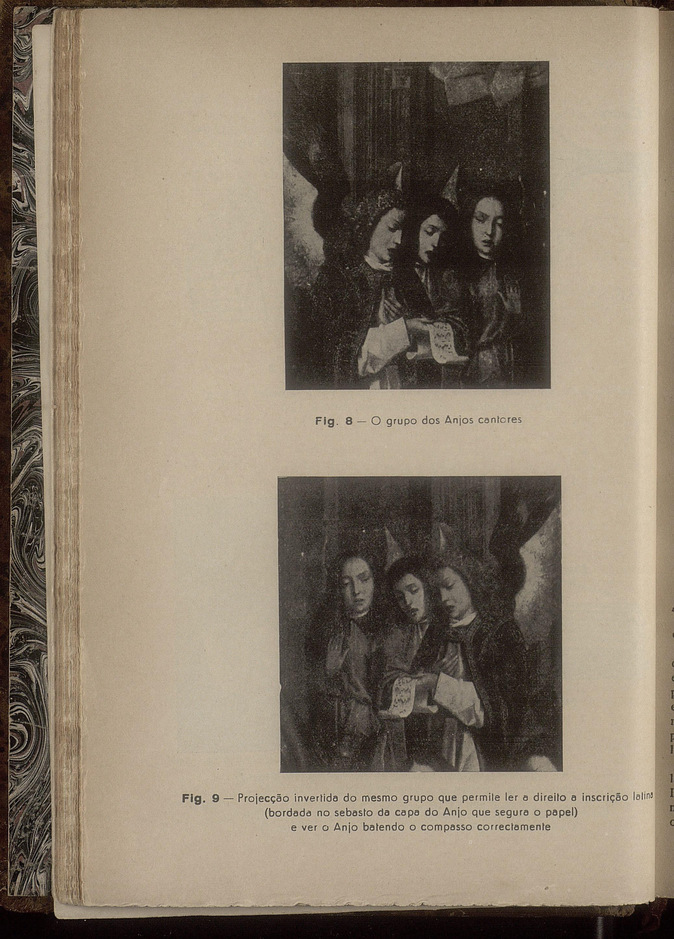 Fig. 8 — O grupo dos Anjos cantores
Fig. 9 — Projecção invertida do mesmo grupo que permite ler a direito a inscrição latina
(bordada no sebasto da capa do Anjo que segura o papel)
e ver o Anjo batendo o compasso correctamente